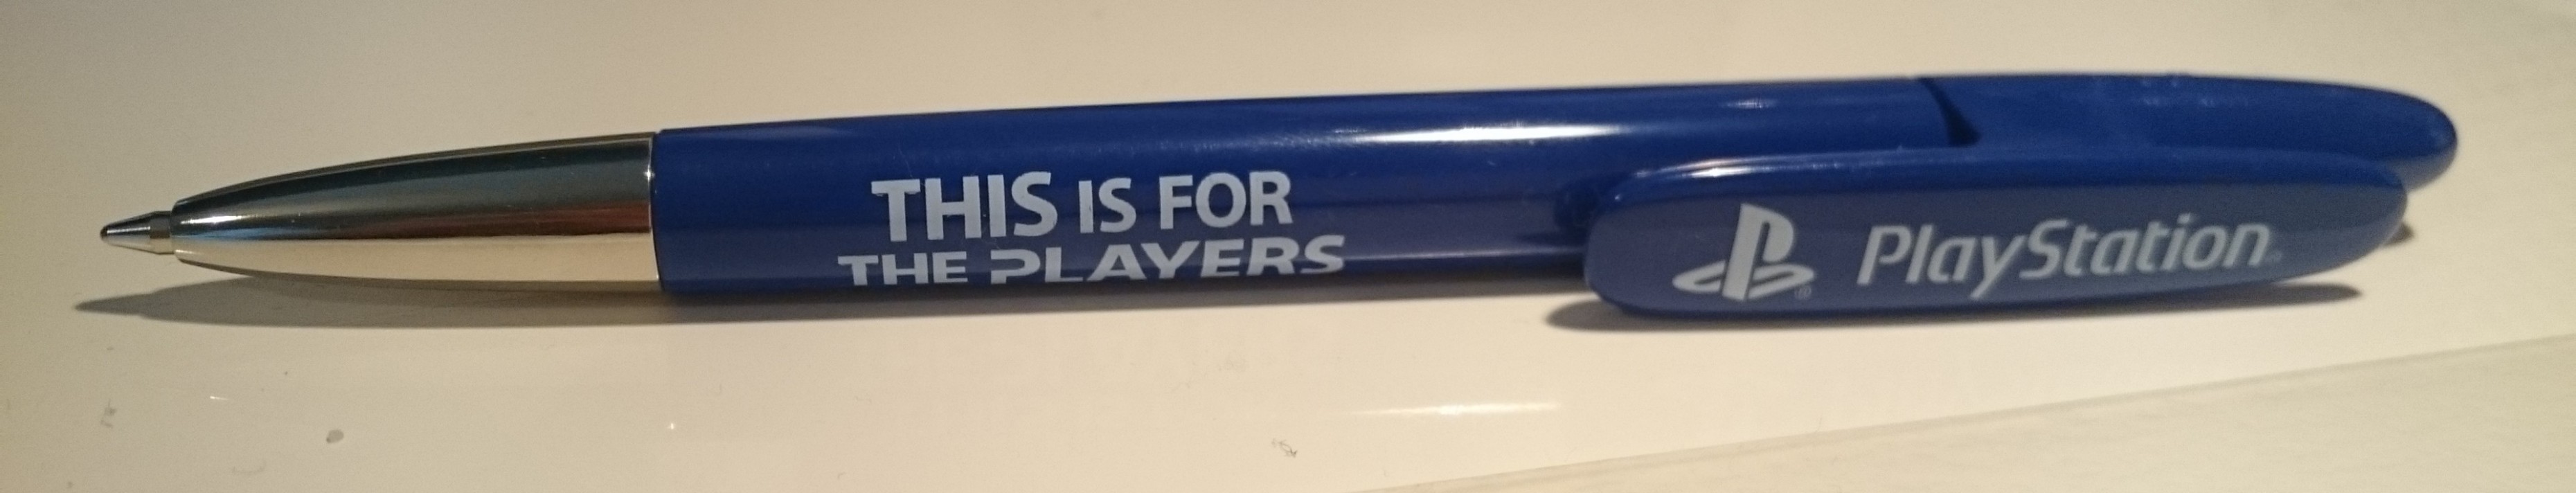 THIS IS FOR
THE PLAYERS
PlayStation®